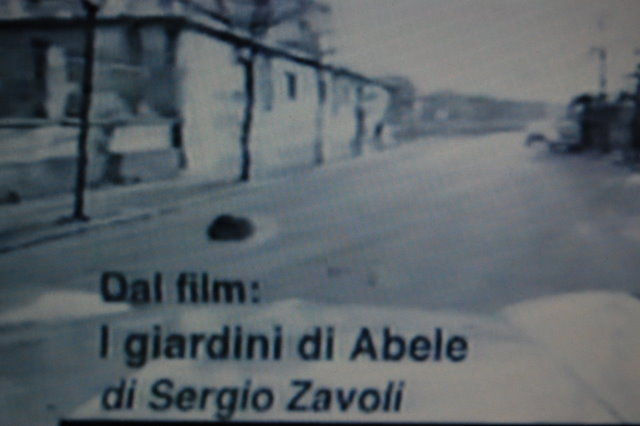 Dal film:
I giardini di Abele
di Sergio Zavoli